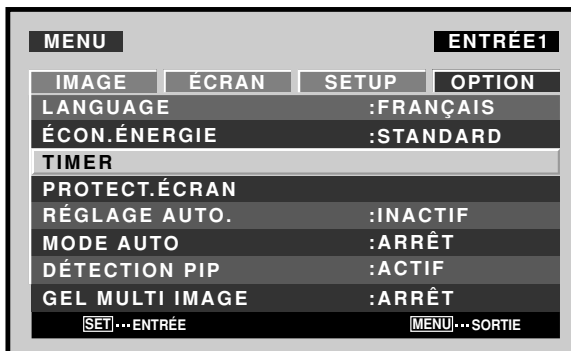 MENU ENTRÉE1
IMAGE ÉCRAN SETUP OPTION
LANGUAGE :FRANÇAIS
ÉCON.ÉNERGIE :STANDARD
TIMER
PROTECT.ÉCRAN
RÉGLAGE AUTO. :INACTIF
MODE AUTO :ARRÊT
DÉTECTION PIP :ACTIF
GEL MULTI IMAGE :ARRÊT
SET···ENTRÉE MENU···SORTIE